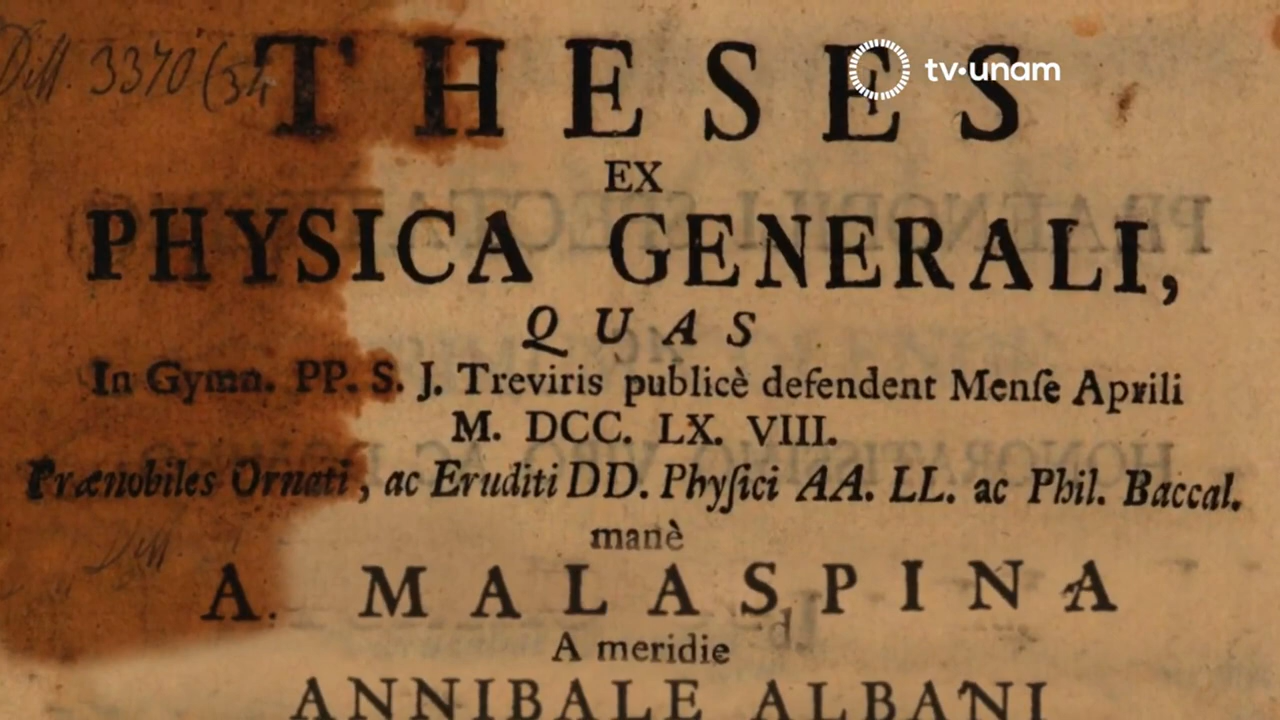 Diss. 3370 (34
tv·unam
THESES
EX
PHYSICA GENERALI,
QUAS
In Gymn. PP. S. J. Treviris publicè defendent Menſe Aprili
M. DCC. LX. VIII.
Prænobiles Ornati, ac Eruditi DD. Phyſici AA. LL. ac Phil. Baccal.
manè
A. MALASPINA
A meridie
ANNIBALE ALBANI